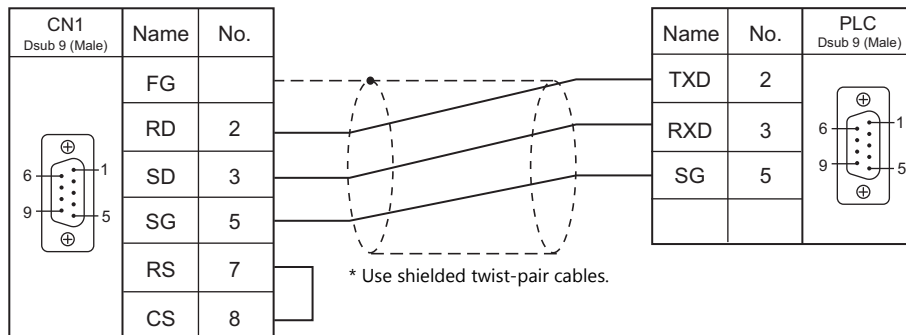 CN1
Dsub 9 (Male)
Name No.
FG
RD 2
SD 3
SG 5
RS 7
CS 8
6
1
9
5
* Use shielded twist-pair cables.
Name No.
PLC
Dsub 9 (Male)
TXD 2
RXD 3
SG 5
6
1
9
5